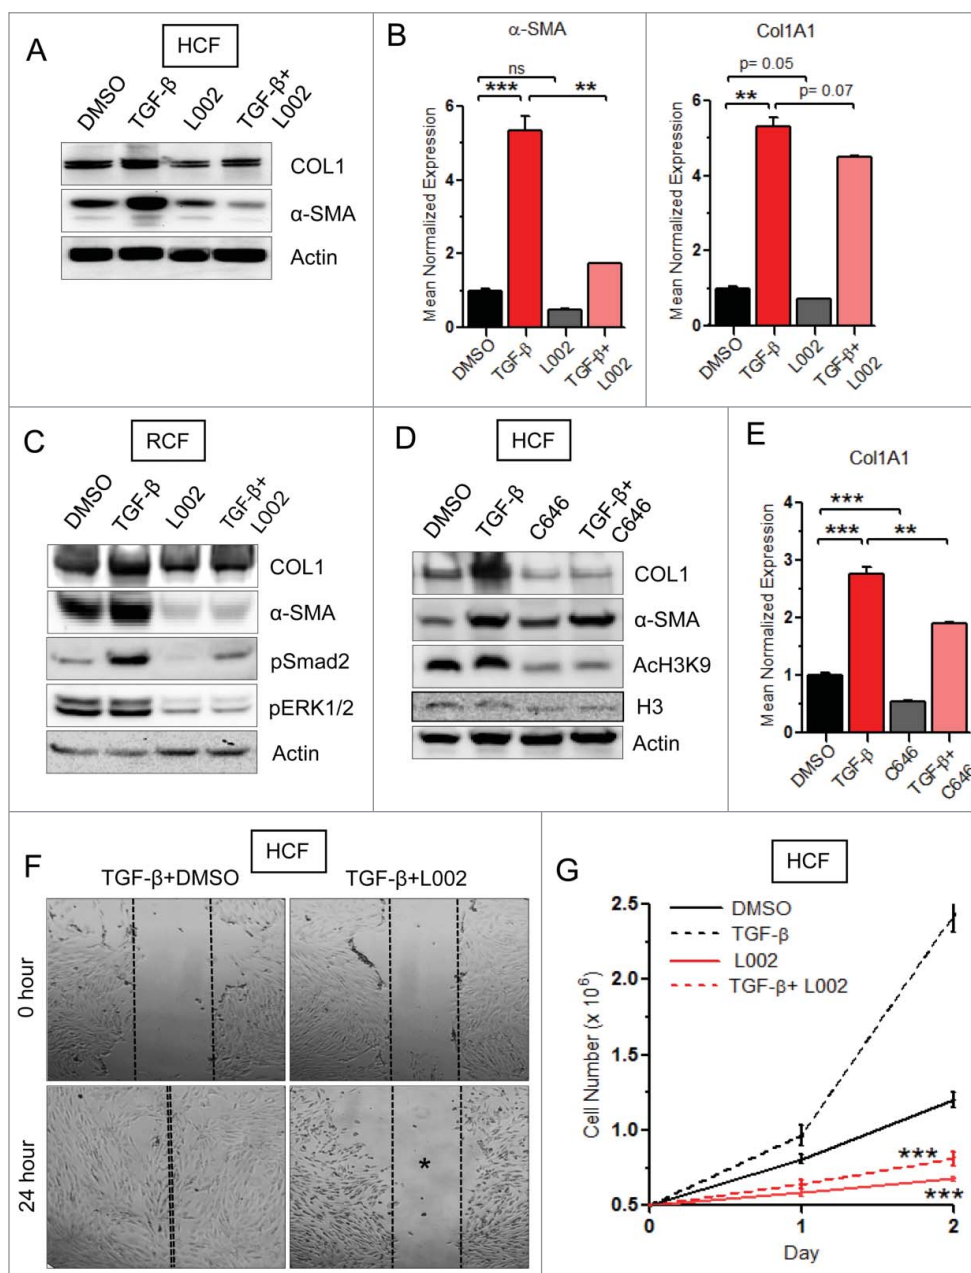 A
HCF
DMSO
TGF-β
L002
TGF-β+
L002
COL1
α-SMA
Actin
B
α-SMA
ns
***
**
Mean Normalized Expression
6
4
2
0
DMSO
TGF-β
L002
TGF-β+
L002
Col1A1
p= 0.05
**
p= 0.07
Mean Normalized Expression
6
4
2
0
DMSO
TGF-β
L002
TGF-β+
L002
C
RCF
DMSO
TGF-β
L002
TGF-β+
L002
COL1
α-SMA
pSmad2
pERK1/2
Actin
D
HCF
DMSO
TGF-β
C646
TGF-β+
C646
COL1
α-SMA
AcH3K9
H3
Actin
E
Col1A1
***
***
**
Mean Normalized Expression
4
3
2
1
0
DMSO
TGF-β
C646
TGF-β+
C646
F
HCF
TGF-β+DMSO
TGF-β+L002
0 hour
24 hour
*
G
HCF
DMSO
TGF-β
L002
TGF-β+ L002
Cell Number (x 10⁶)
2.5
2.0
1.5
1.0
0.5
***
***
0
1
2
Day